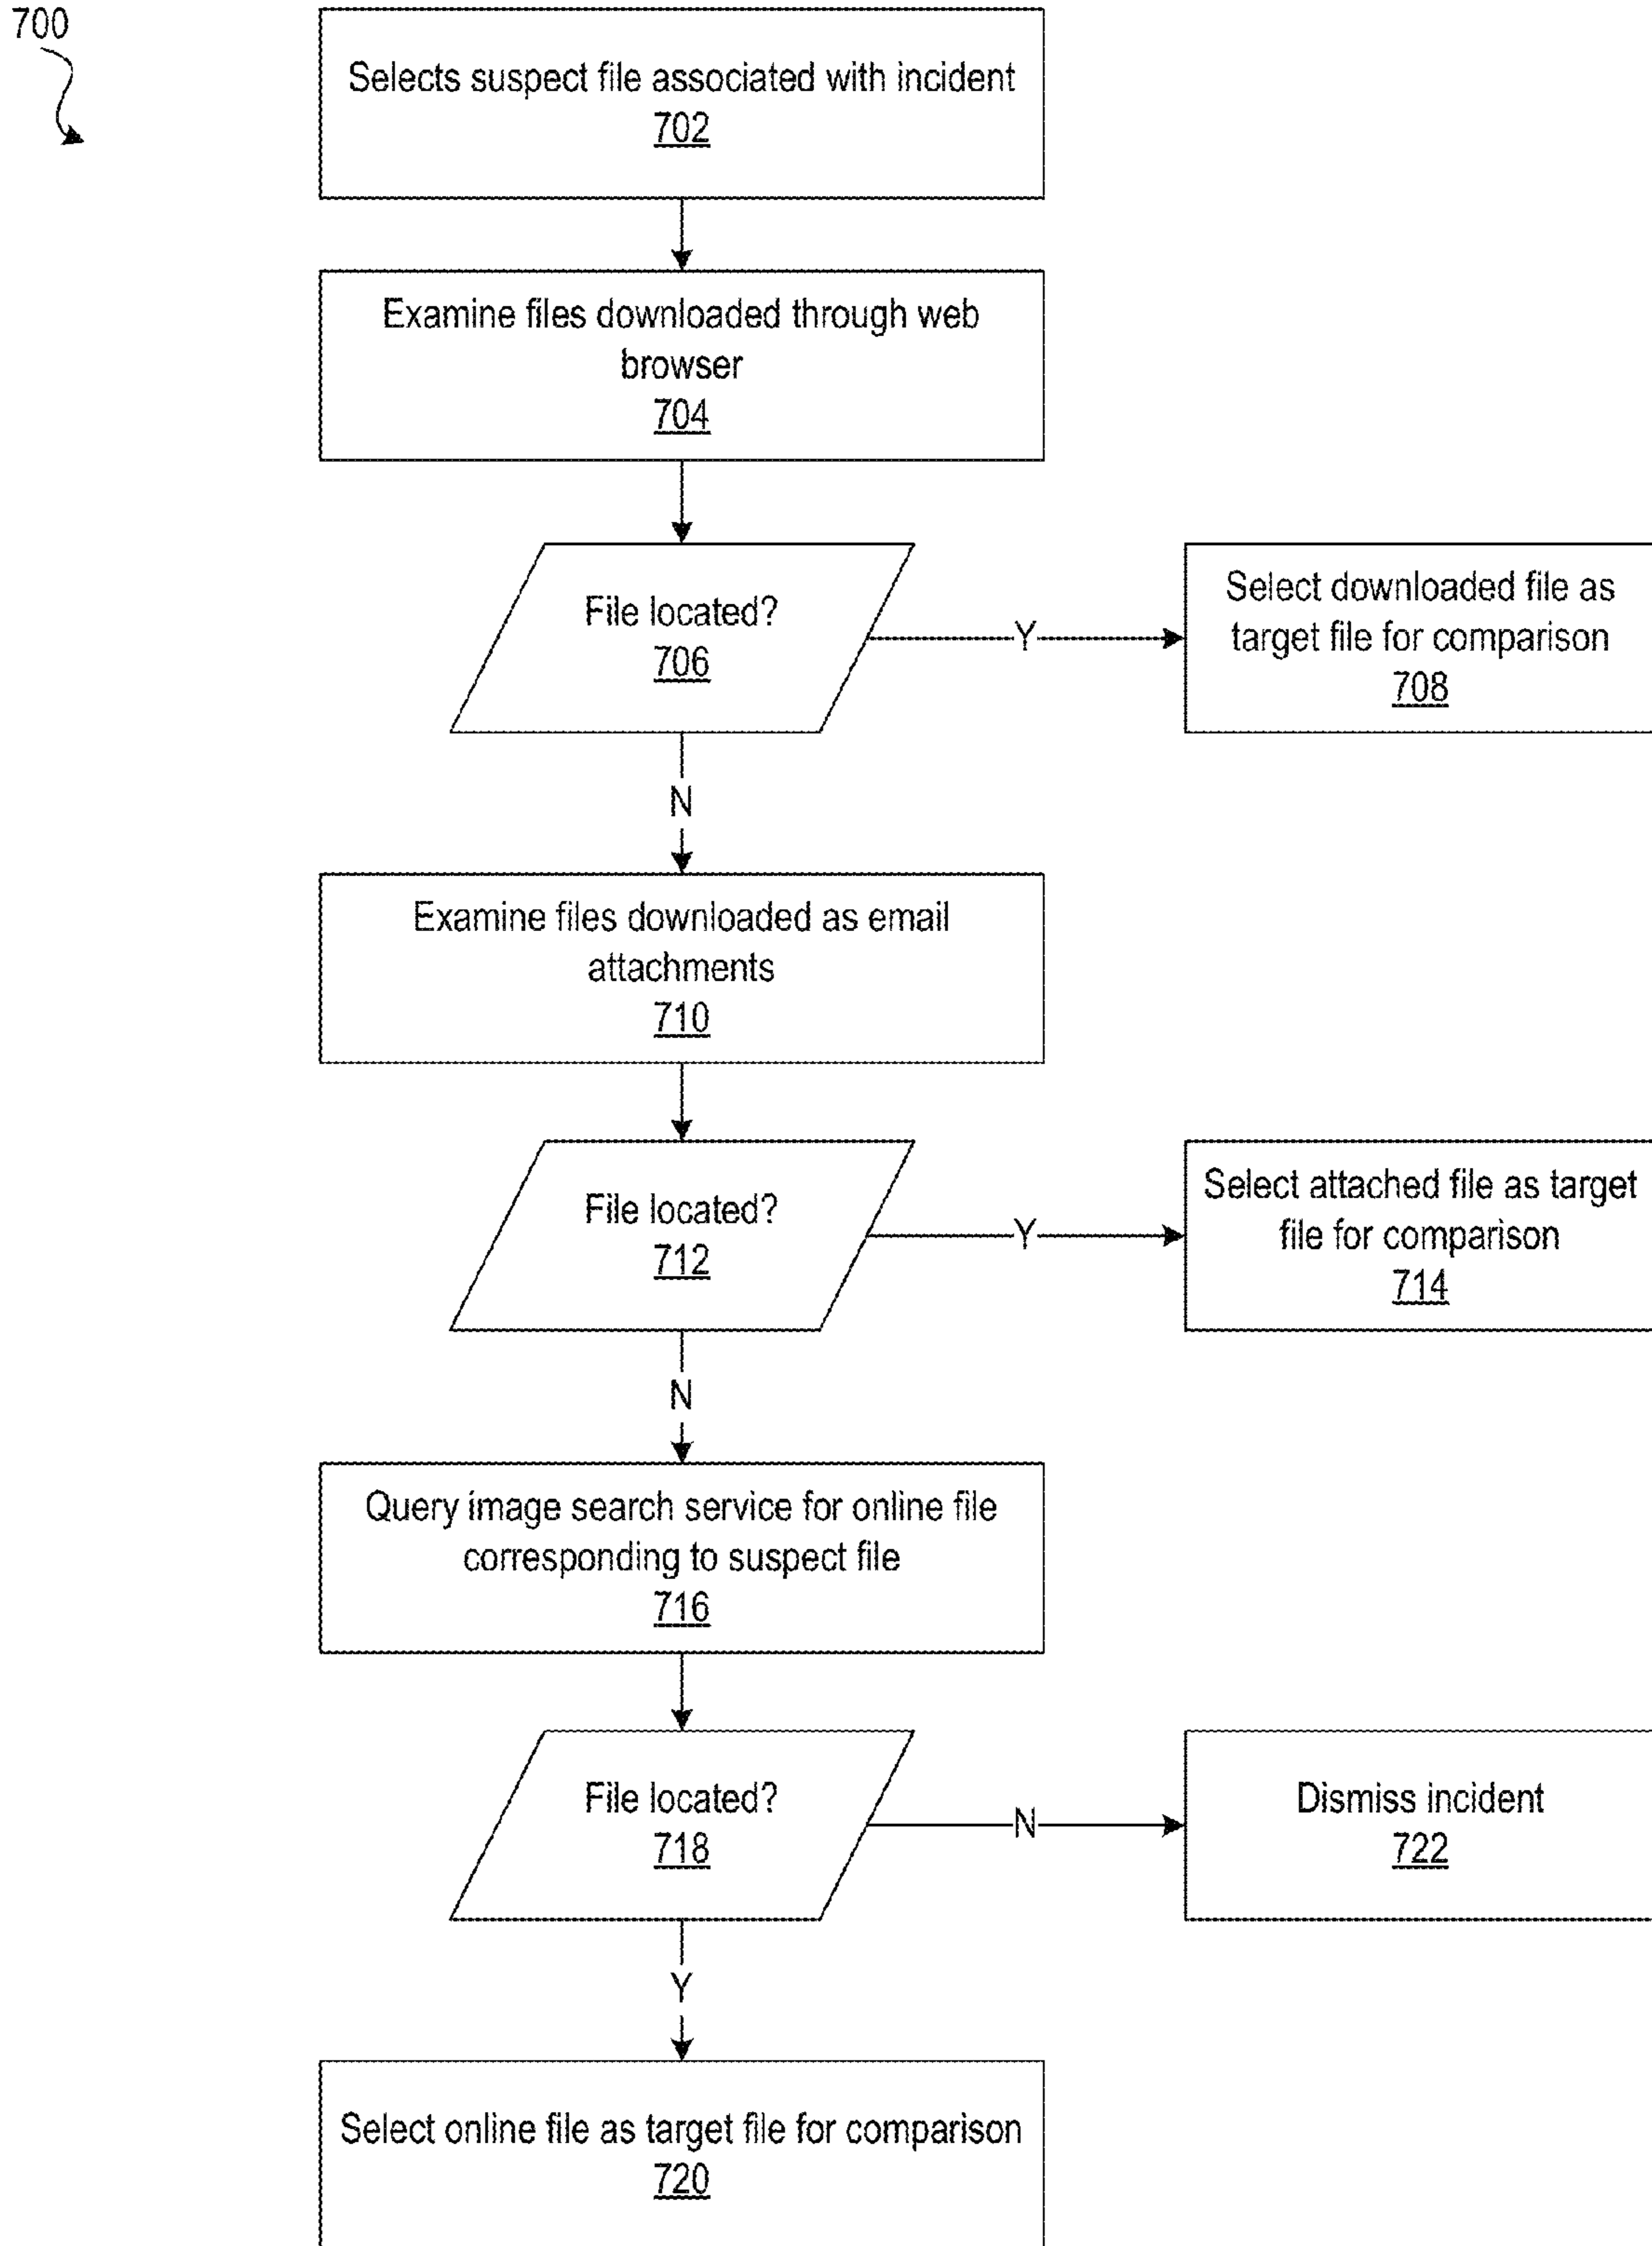 700
Selects suspect file associated with incident
702
Examine files downloaded through web
browser
704
File located?
706
Y
Select downloaded file as
target file for comparison
708
N
Examine files downloaded as email
attachments
710
File located?
712
Y
Select attached file as target
file for comparison
714
N
Query image search service for online file
corresponding to suspect file
716
File located?
718
N
Dismiss incident
722
Y
Select online file as target file for comparison
720